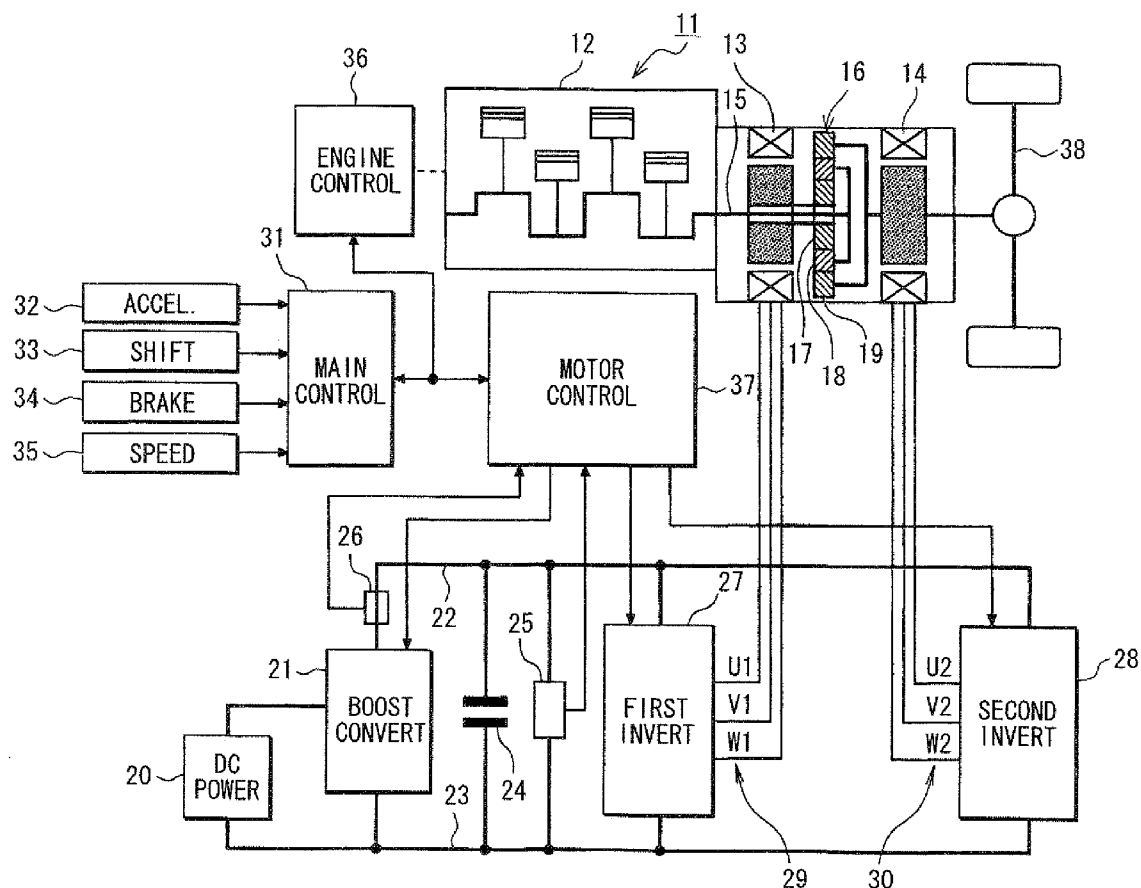 11
12
13
36
15
16
14
ENGINE
CONTROL
38
31
32
ACCEL.
33
SHIFT
34
BRAKE
35
SPEED
MAIN
CONTROL
MOTOR
CONTROL
37
17
18
19
26
22
27
25
21
28
BOOST
CONVERT
FIRST
INVERT
U1
V1
W1
U2
V2
W2
SECOND
INVERT
20
DC
POWER
24
23
29
30